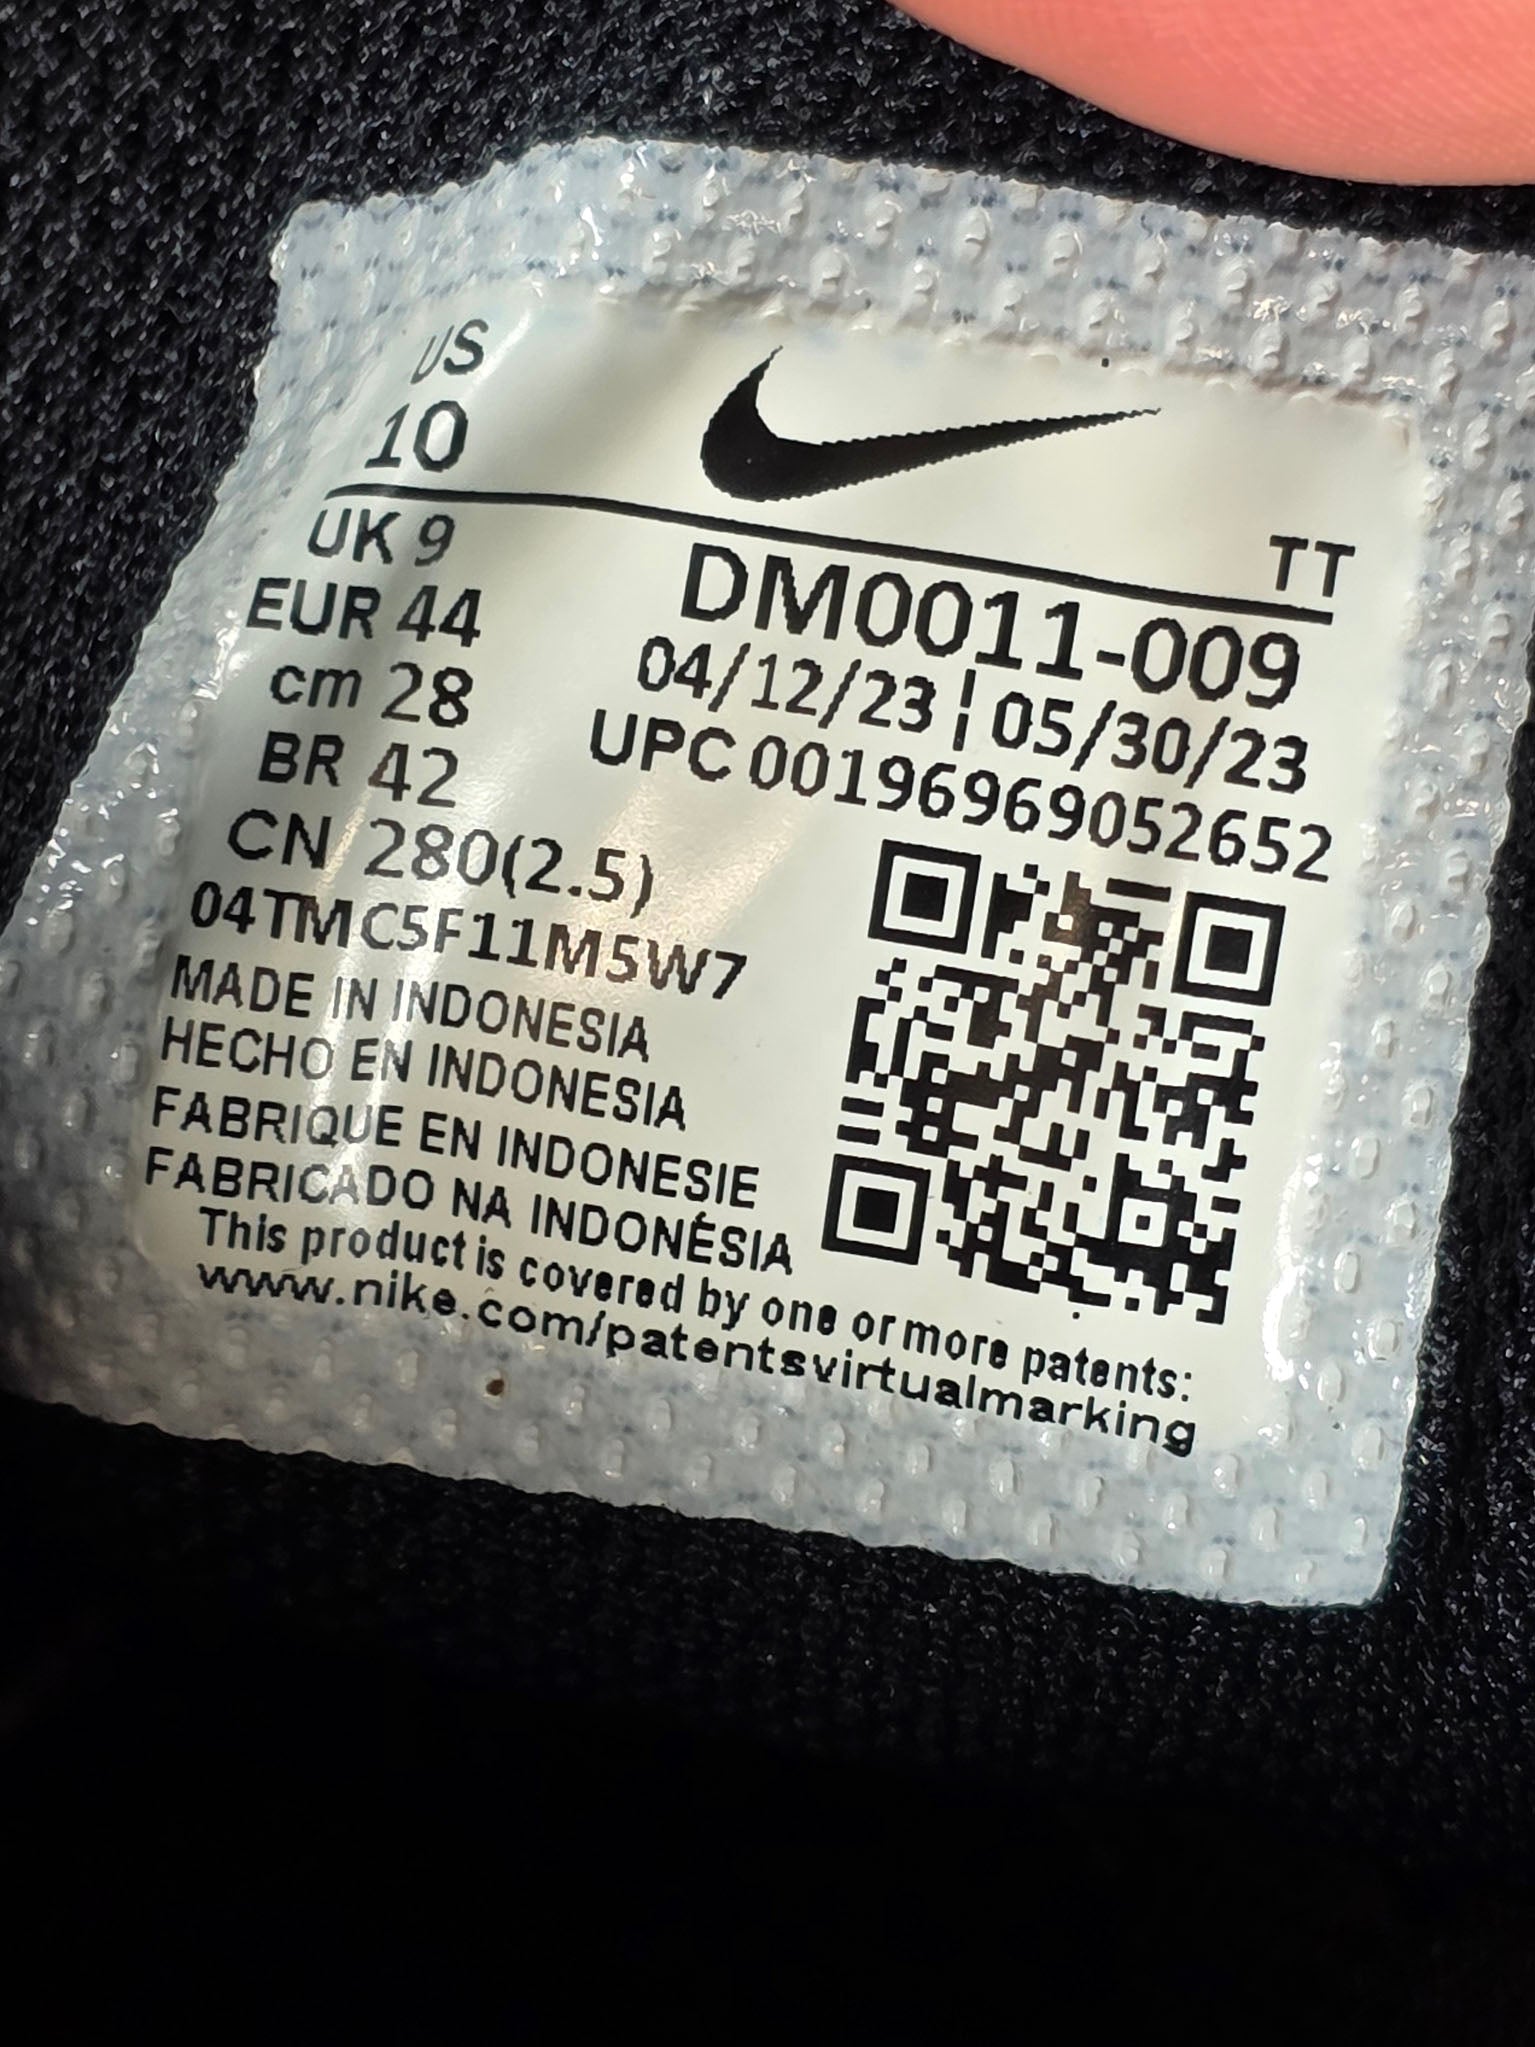 US
10
TT
UK 9
EUR 44
cm 28
BR 42
CN 280(2.5)
DM0011-009
04/12/23 ¦ 05/30/23
UPC 00196969052652
04TMC5F11M5W7
MADE IN INDONESIA
HECHO EN INDONESIA
FABRIQUE EN INDONESIE
FABRICADO NA INDONÉSIA
This product is covered by one or more patents:
www.nike.com/patentsvirtualmarking